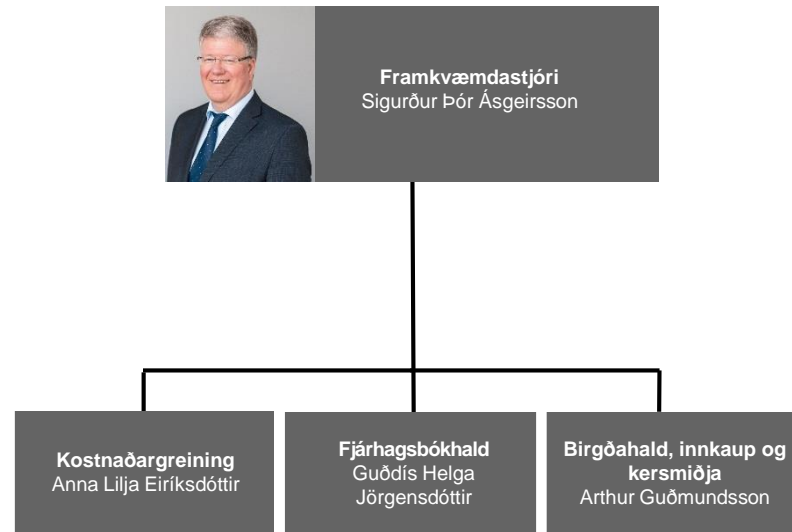 Framkvæmdastjóri
Sigurður Þór Ásgeirsson
Kostnaðargreining
Anna Lilja Eiríksdóttir
Fjárhagsbókhald
Guðdís Helga
Jörgensdóttir
Birgðahald, innkaup og
kersmiðja
Arthur Guðmundsson